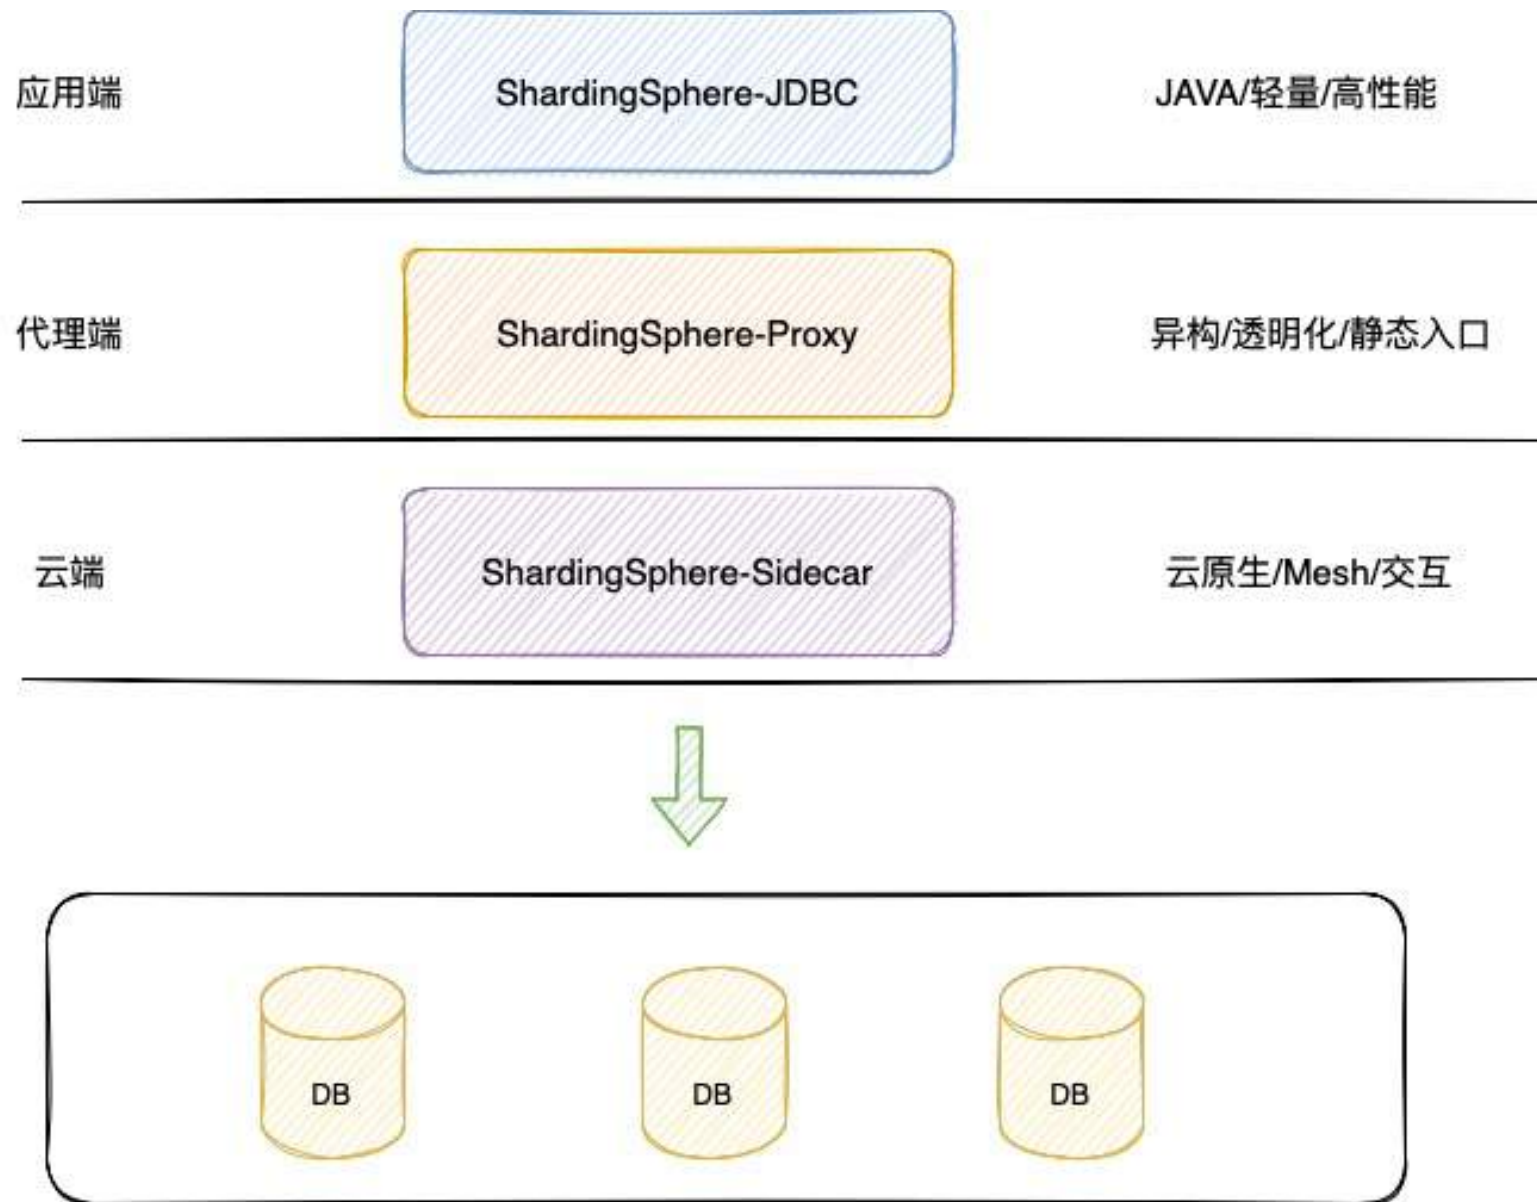 应用端
ShardingSphere-JDBC
JAVA/轻量/高性能
代理端
ShardingSphere-Proxy
异构/透明化/静态入口
云端
ShardingSphere-Sidecar
云原生/Mesh/交互
DB
DB
DB